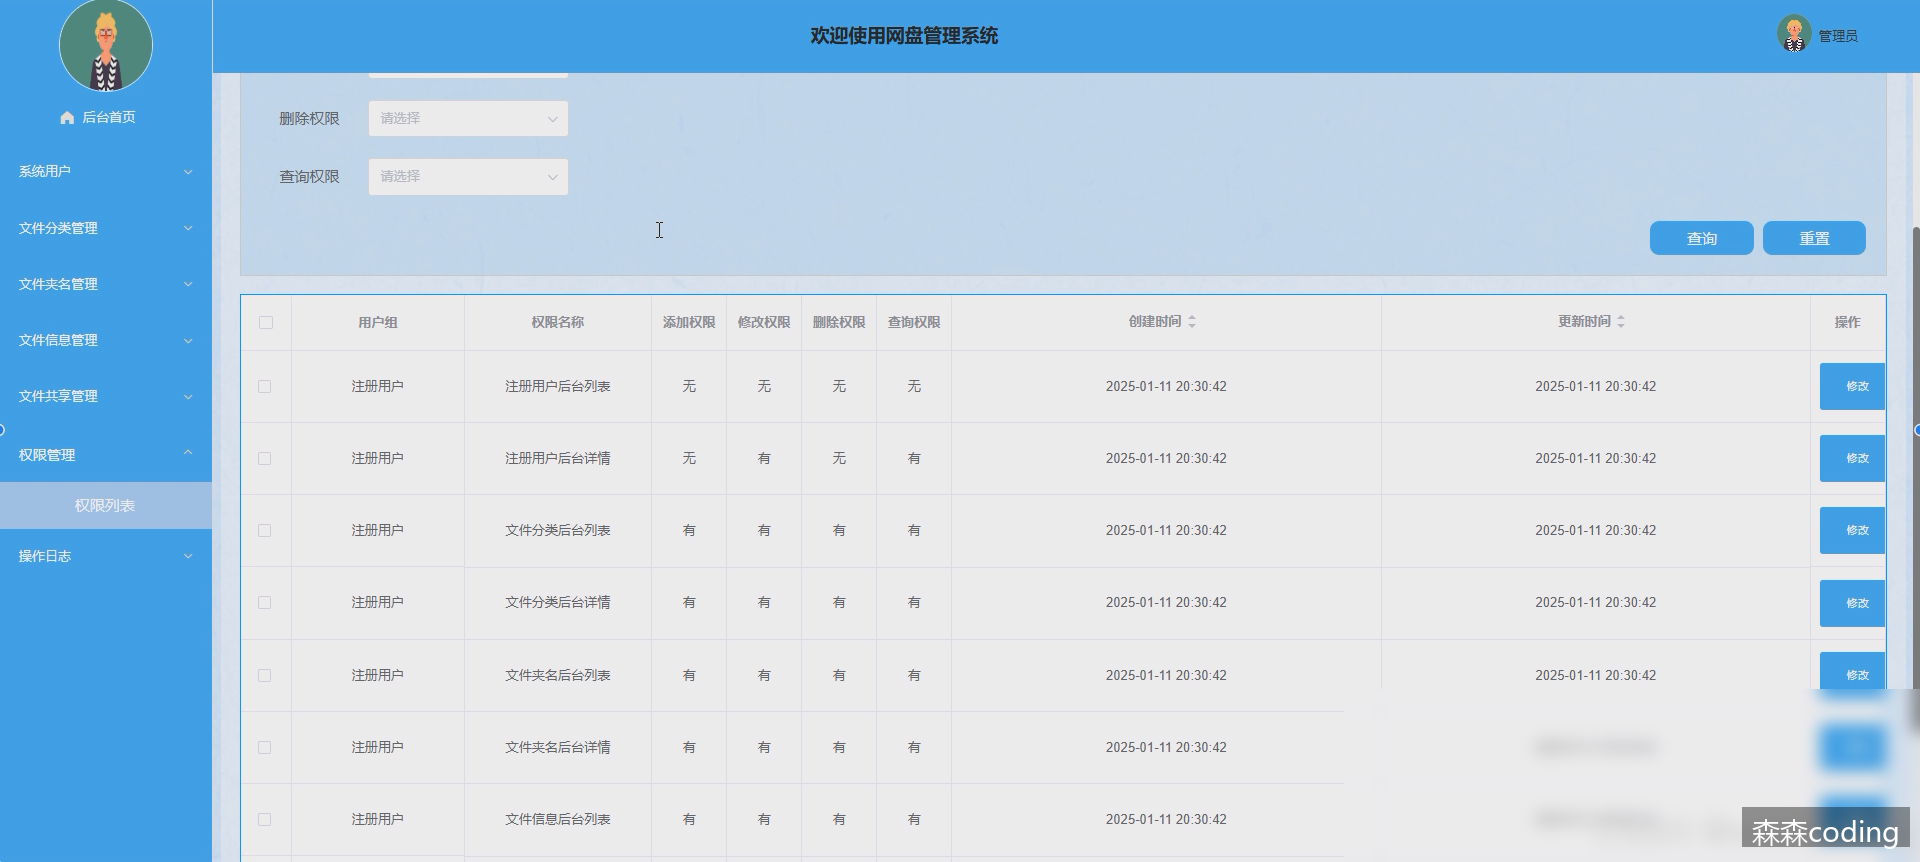 欢迎使用网盘管理系统
管理员
后台首页
系统用户
文件分类管理
文件夹名管理
文件信息管理
文件共享管理
权限管理
权限列表
操作日志
删除权限 请选择
查询权限 请选择
查询 重置
用户组 权限名称 添加权限 修改权限 删除权限 查询权限 创建时间 更新时间 操作
注册用户 注册用户后台列表 无 无 无 无 2025-01-11 20:30:42 2025-01-11 20:30:42 修改
注册用户 注册用户后台详情 无 有 无 有 2025-01-11 20:30:42 2025-01-11 20:30:42 修改
注册用户 文件分类后台列表 有 有 有 有 2025-01-11 20:30:42 2025-01-11 20:30:42 修改
注册用户 文件分类后台详情 有 有 有 有 2025-01-11 20:30:42 2025-01-11 20:30:42 修改
注册用户 文件夹名后台列表 有 有 有 有 2025-01-11 20:30:42 2025-01-11 20:30:42 修改
注册用户 文件夹名后台详情 有 有 有 有 2025-01-11 20:30:42
注册用户 文件信息后台列表 有 有 有 有 2025-01-11 20:30:42
森森coding